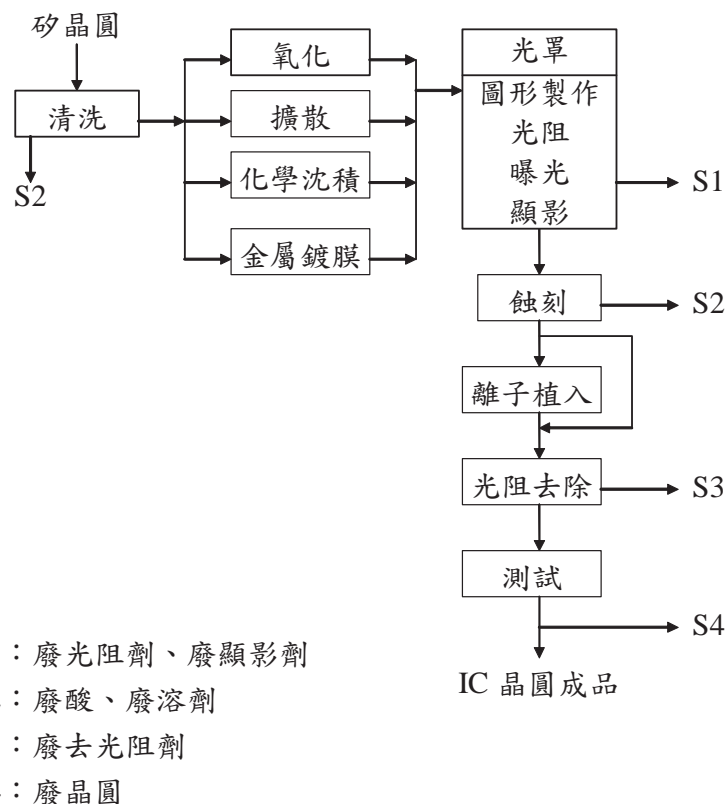 矽晶圓
清洗
S2
氧化
擴散
化學沈積
金屬鍍膜
光罩
圖形製作
光阻
曝光
顯影
S1
蝕刻
S2
離子植入
光阻去除
S3
測試
S4
IC 晶圓成品
：廢光阻劑、廢顯影劑
：廢酸、廢溶劑
：廢去光阻劑
：廢晶圓